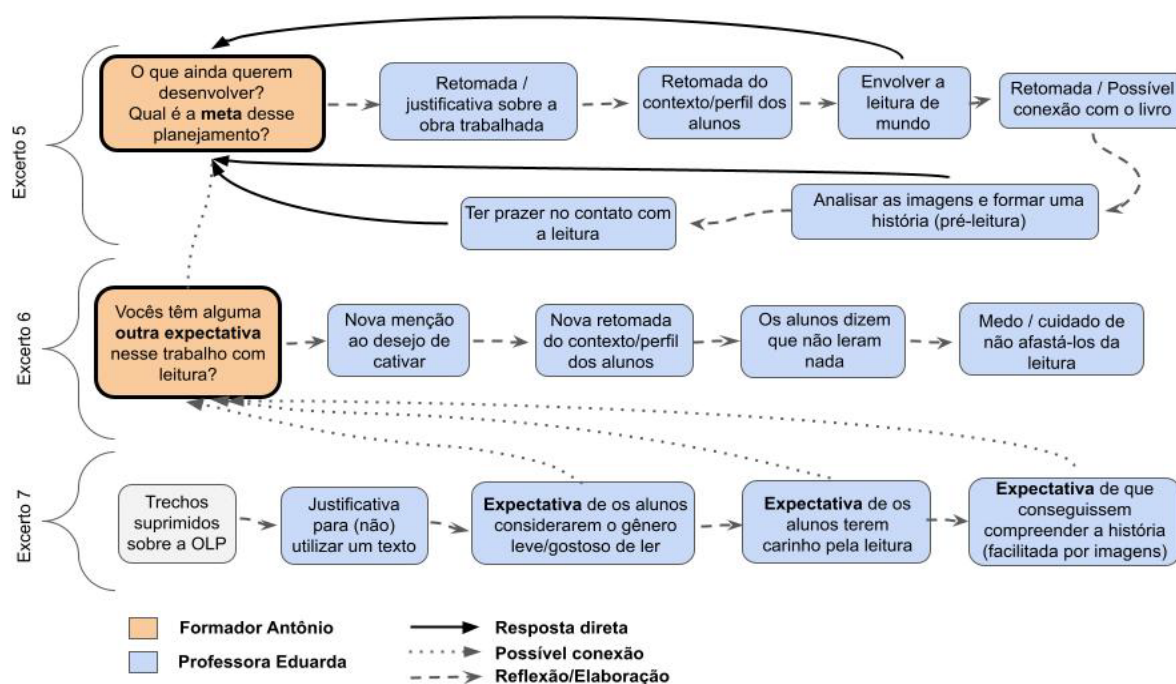 Excerto 5
O que ainda querem
desenvolver?
Qual é a meta desse
planejamento?
Retomada /
justificativa sobre a
obra trabalhada
Retomada do
contexto/perfil dos
alunos
Envolver a
leitura de
mundo
Retomada / Possível
conexão com o livro
Analisar as imagens e formar uma
história (pré-leitura)
Ter prazer no contato com
a leitura
Excerto 6
Vocês têm alguma
outra expectativa
nesse trabalho com
leitura?
Nova menção
ao desejo de
cativar
Nova retomada
do contexto/perfil
dos alunos
Os alunos dizem
que não leram
nada
Medo / cuidado de
não afastá-los da
leitura
Excerto 7
Trechos
suprimidos
sobre a OLP
Justificativa
para (não)
utilizar um texto
Expectativa de os alunos
considerarem o gênero
leve/gostoso de ler
Expectativa de os
alunos terem
carinho pela leitura
Expectativa de que
conseguissem
compreender a história
(facilitada por imagens)
Formador Antônio
Professora Eduarda
Resposta direta
Possível conexão
Reflexão/Elaboração